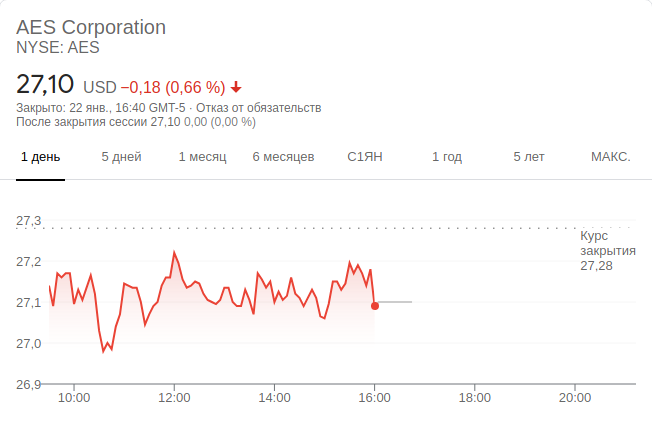 AES Corporation
NYSE: AES
27,10 USD −0,18 (0,66 %)
Закрыто: 22 янв., 16:40 GMT-5 · Отказ от обязательств
После закрытия сессии 27,10 0,00 (0,00 %)
1 день 5 дней 1 месяц 6 месяцев С1ЯН 1 год 5 лет МАКС.
27,3
Курс
закрытия
27,28
27,2
27,1
27,0
26,9
10:00 12:00 14:00 16:00 18:00 20:00